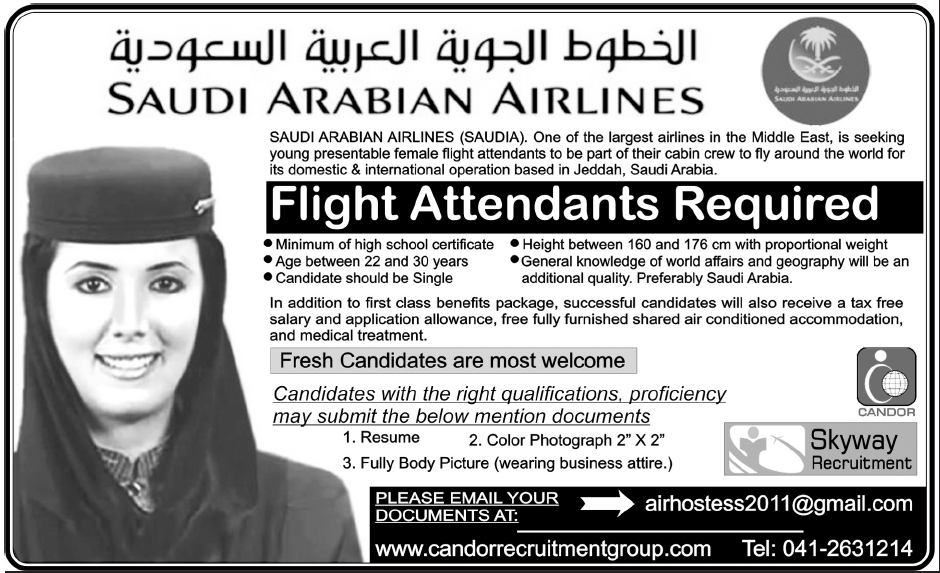 الخطوط الجوية العربية السعودية
SAUDI ARABIAN AIRLINES
الخطوط الجوية العربية السعودية
SAUDI ARABIAN AIRLINES
SAUDI ARABIAN AIRLINES (SAUDIA). One of the largest airlines in the Middle East, is seeking
young presentable female flight attendants to be part of their cabin crew to fly around the world for
its domestic & international operation based in Jeddah, Saudi Arabia.
Flight Attendants Required
● Minimum of high school certificate
● Age between 22 and 30 years
● Candidate should be Single
● Height between 160 and 176 cm with proportional weight
● General knowledge of world affairs and geography will be an
additional quality. Preferably Saudi Arabia.
In addition to first class benefits package, successful candidates will also receive a tax free
salary and application allowance, free fully furnished shared air conditioned accommodation,
and medical treatment.
Fresh Candidates are most welcome
Candidates with the right qualifications, proficiency
may submit the below mention documents
1. Resume 2. Color Photograph 2” X 2”
3. Fully Body Picture (wearing business attire.)
CANDOR
Skyway
Recruitment
PLEASE EMAIL YOUR
DOCUMENTS AT:
airhostess2011@gmail.com
www.candorrecruitmentgroup.com Tel: 041-2631214